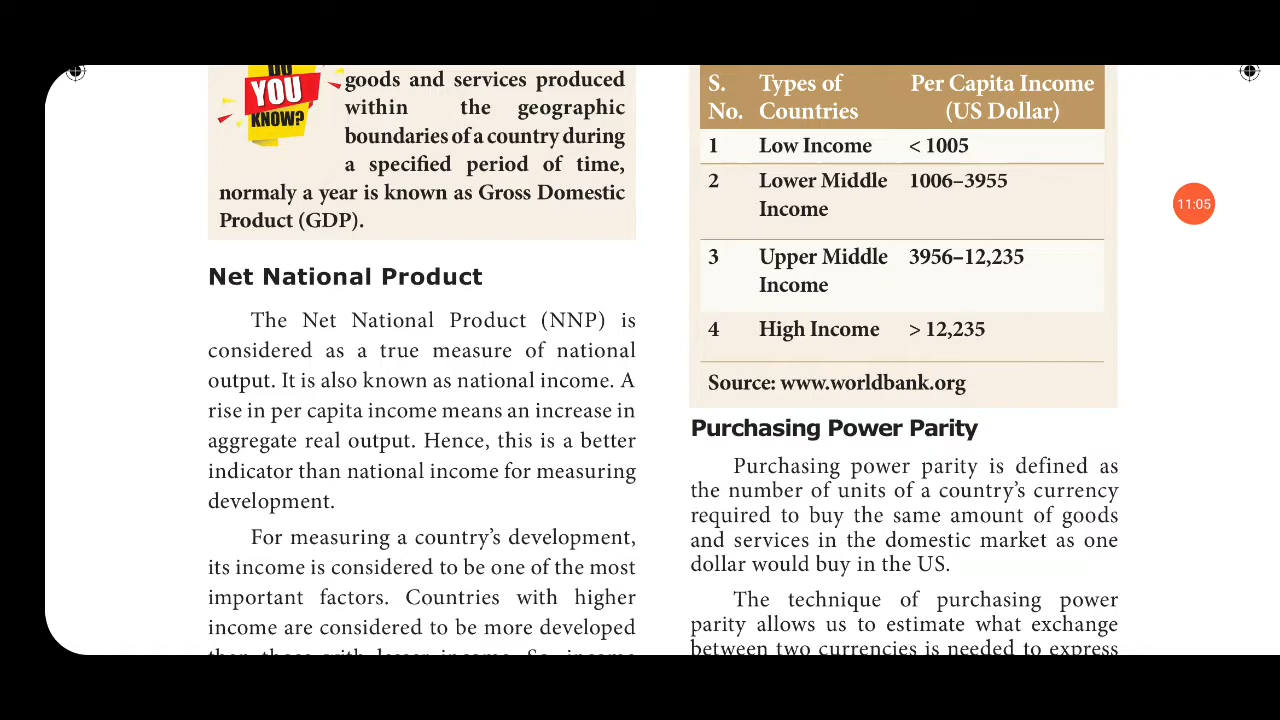 DO
YOU
KNOW?
goods and services produced
within the geographic
boundaries of a country during
a specified period of time,
normaly a year is known as Gross Domestic
Product (GDP).
Net National Product
The Net National Product (NNP) is
considered as a true measure of national
output. It is also known as national income. A
rise in per capita income means an increase in
aggregate real output. Hence, this is a better
indicator than national income for measuring
development.
For measuring a country's development,
its income is considered to be one of the most
important factors. Countries with higher
income are considered to be more developed
than those with lesser income. So, income
S. No. Types of Countries Per Capita Income (US Dollar)
1 Low Income < 1005
2 Lower Middle Income 1006–3955
3 Upper Middle Income 3956–12,235
4 High Income > 12,235
Source: www.worldbank.org
Purchasing Power Parity
Purchasing power parity is defined as
the number of units of a country's currency
required to buy the same amount of goods
and services in the domestic market as one
dollar would buy in the US.
The technique of purchasing power
parity allows us to estimate what exchange
between two currencies is needed to express
11:05